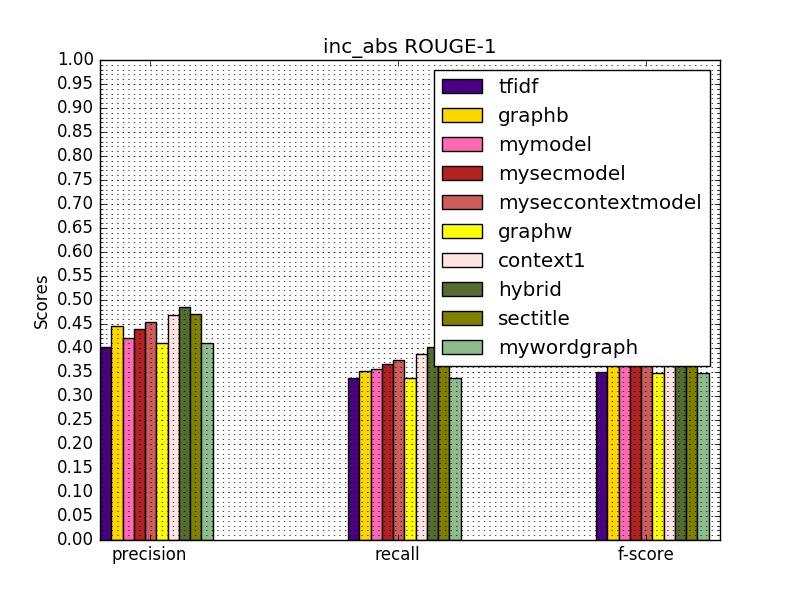 inc_abs ROUGE-1
1.00
0.95
0.90
0.85
0.80
0.75
0.70
0.65
0.60
0.55
0.50
0.45
0.40
0.35
0.30
0.25
0.20
0.15
0.10
0.05
0.00
Scores
tfidf
graphb
mymodel
mysecmodel
myseccontextmodel
graphw
context1
hybrid
sectitle
mywordgraph
precision
recall
f-score